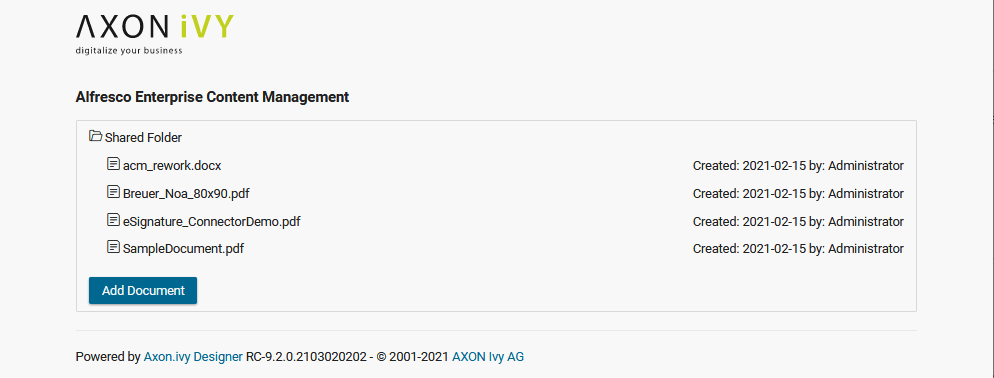 AXON iVY
digitalize your business
Alfresco Enterprise Content Management
Shared Folder
acm_rework.docx Created: 2021-02-15 by: Administrator
Breuer_Noa_80x90.pdf Created: 2021-02-15 by: Administrator
eSignature_ConnectorDemo.pdf Created: 2021-02-15 by: Administrator
SampleDocument.pdf Created: 2021-02-15 by: Administrator
Add Document
Powered by Axon.ivy Designer RC-9.2.0.2103020202 - © 2001-2021 AXON Ivy AG